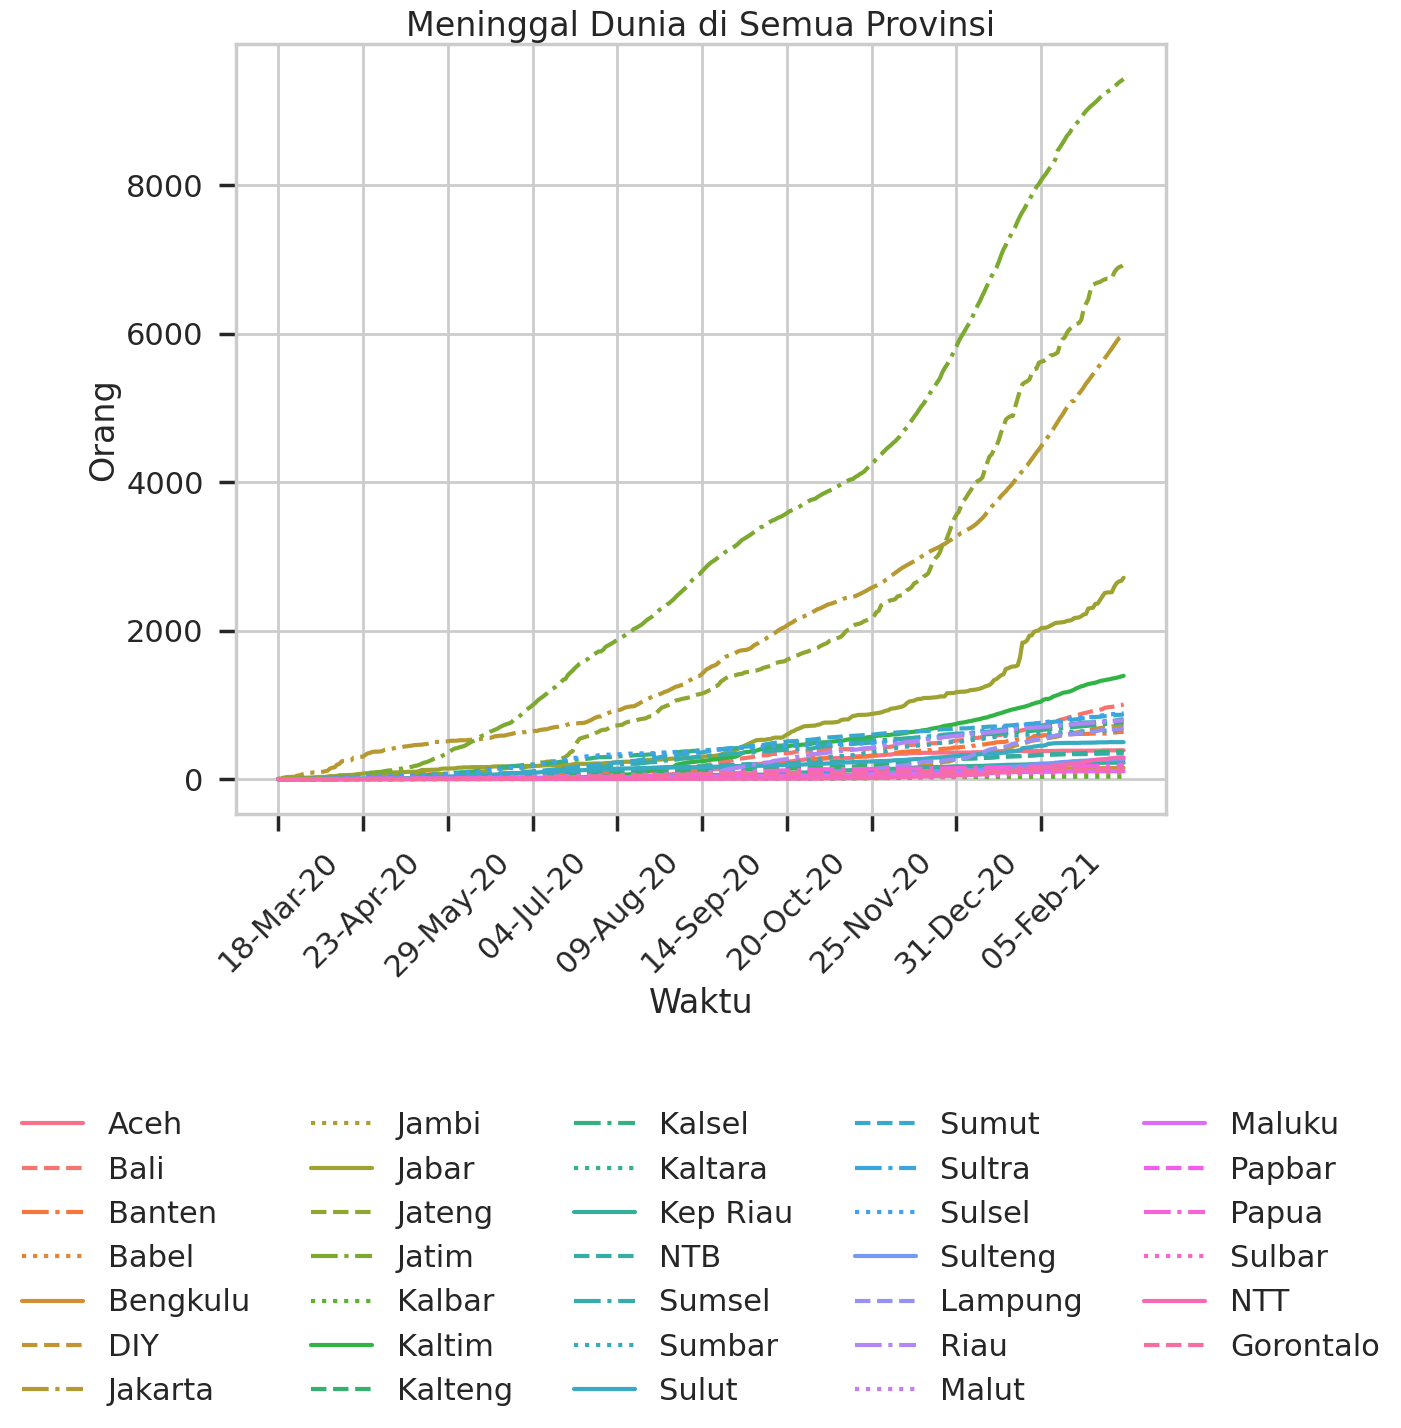 Meninggal Dunia di Semua Provinsi
8000
6000
4000
2000
0
Orang
18-Mar-20
23-Apr-20
29-May-20
04-Jul-20
09-Aug-20
14-Sep-20
20-Oct-20
25-Nov-20
31-Dec-20
05-Feb-21
Waktu
Aceh
Bali
Banten
Babel
Bengkulu
DIY
Jakarta
Jambi
Jabar
Jateng
Jatim
Kalbar
Kaltim
Kalteng
Kalsel
Kaltara
Kep Riau
NTB
Sumsel
Sumbar
Sulut
Sumut
Sultra
Sulsel
Sulteng
Lampung
Riau
Malut
Maluku
Papbar
Papua
Sulbar
NTT
Gorontalo